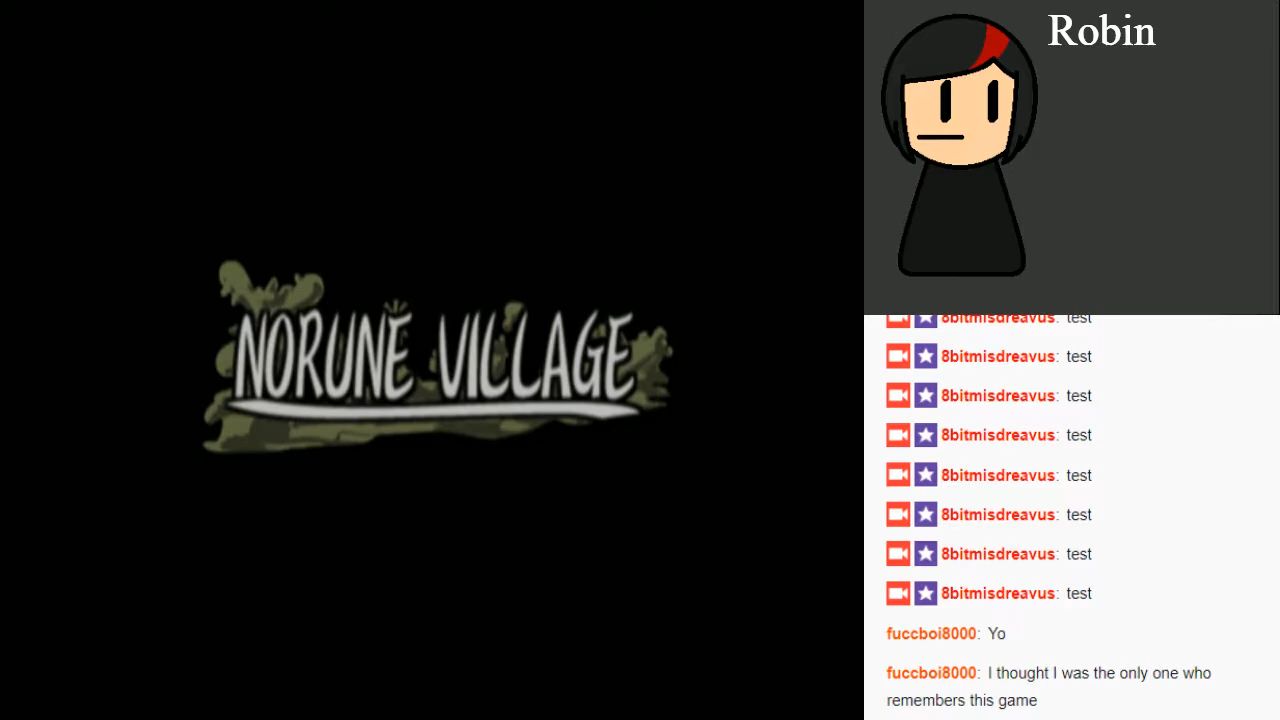 Robin
NORUNE VILLAGE
8bitmisdreavus: test
8bitmisdreavus: test
8bitmisdreavus: test
8bitmisdreavus: test
8bitmisdreavus: test
8bitmisdreavus: test
8bitmisdreavus: test
8bitmisdreavus: test
fuccboi8000: Yo
fuccboi8000: I thought I was the only one who
remembers this game